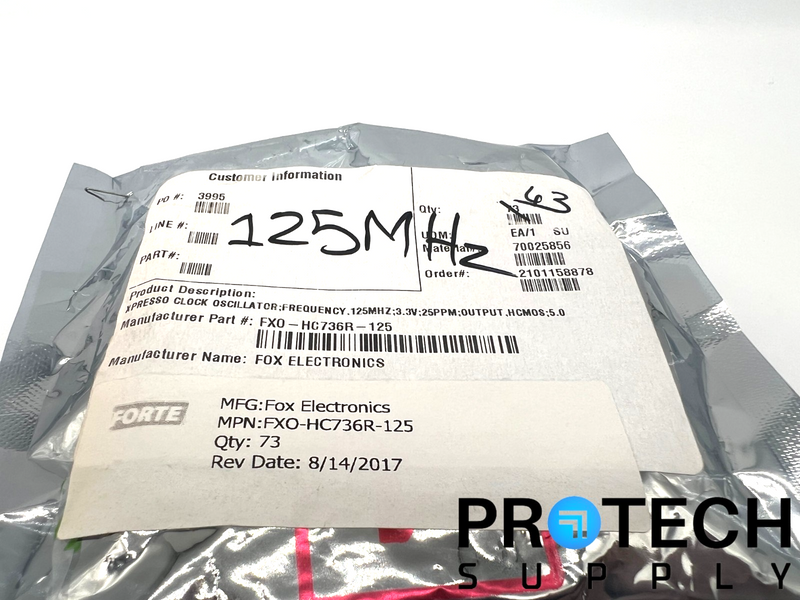 Customer Information
PO #: 3995
LINE #:
PART#:
125MHz
Qty:
63
UOM: EA/1 SU
Material#: 70025856
Order#: 2101158878
Product Description:
XPRESSO CLOCK OSCILLATOR;FREQUENCY,125MHZ;3.3V;25PPM;OUTPUT,HCMOS;5.0
Manufacturer Part #: FXO-HC736R-125
Manufacturer Name: FOX ELECTRONICS
FORTE
MFG:Fox Electronics
MPN:FXO-HC736R-125
Qty: 73
Rev Date: 8/14/2017
PROTECH
SUPPLY